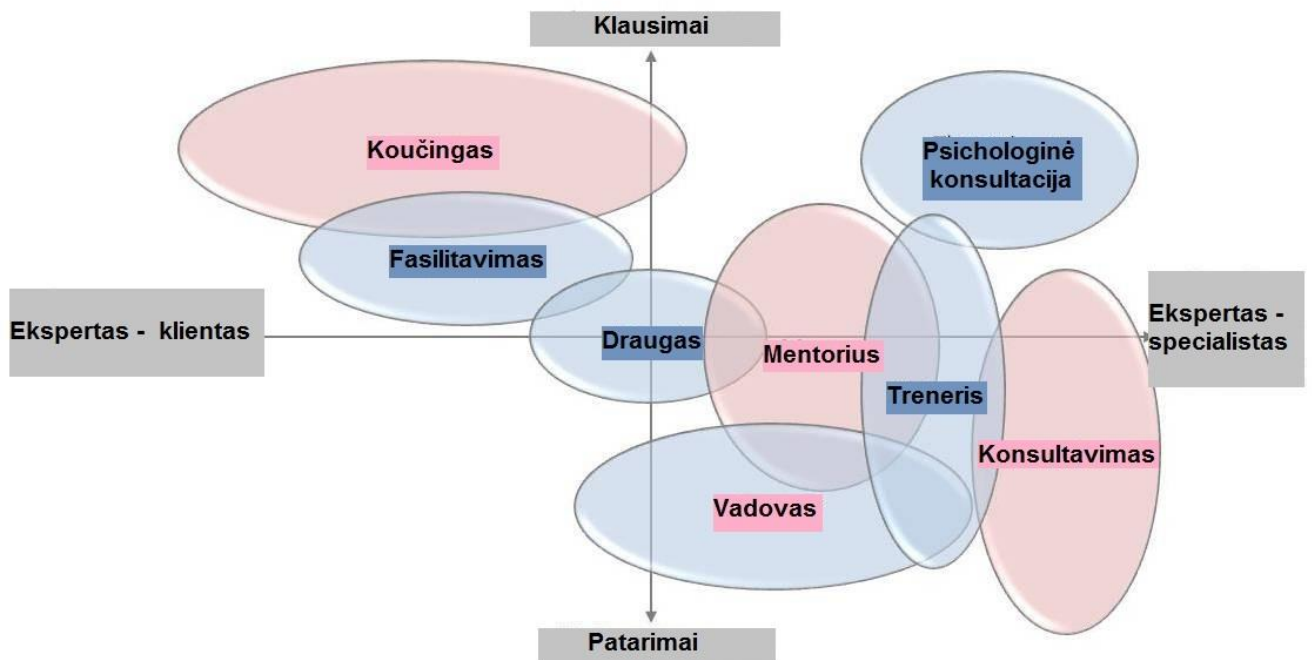 Klausimai
Koučingas
Psichologinė
konsultacija
Fasilitavimas
Ekspertas - klientas
Draugas
Mentorius
Ekspertas -
specialistas
Treneris
Konsultavimas
Vadovas
Patarimai